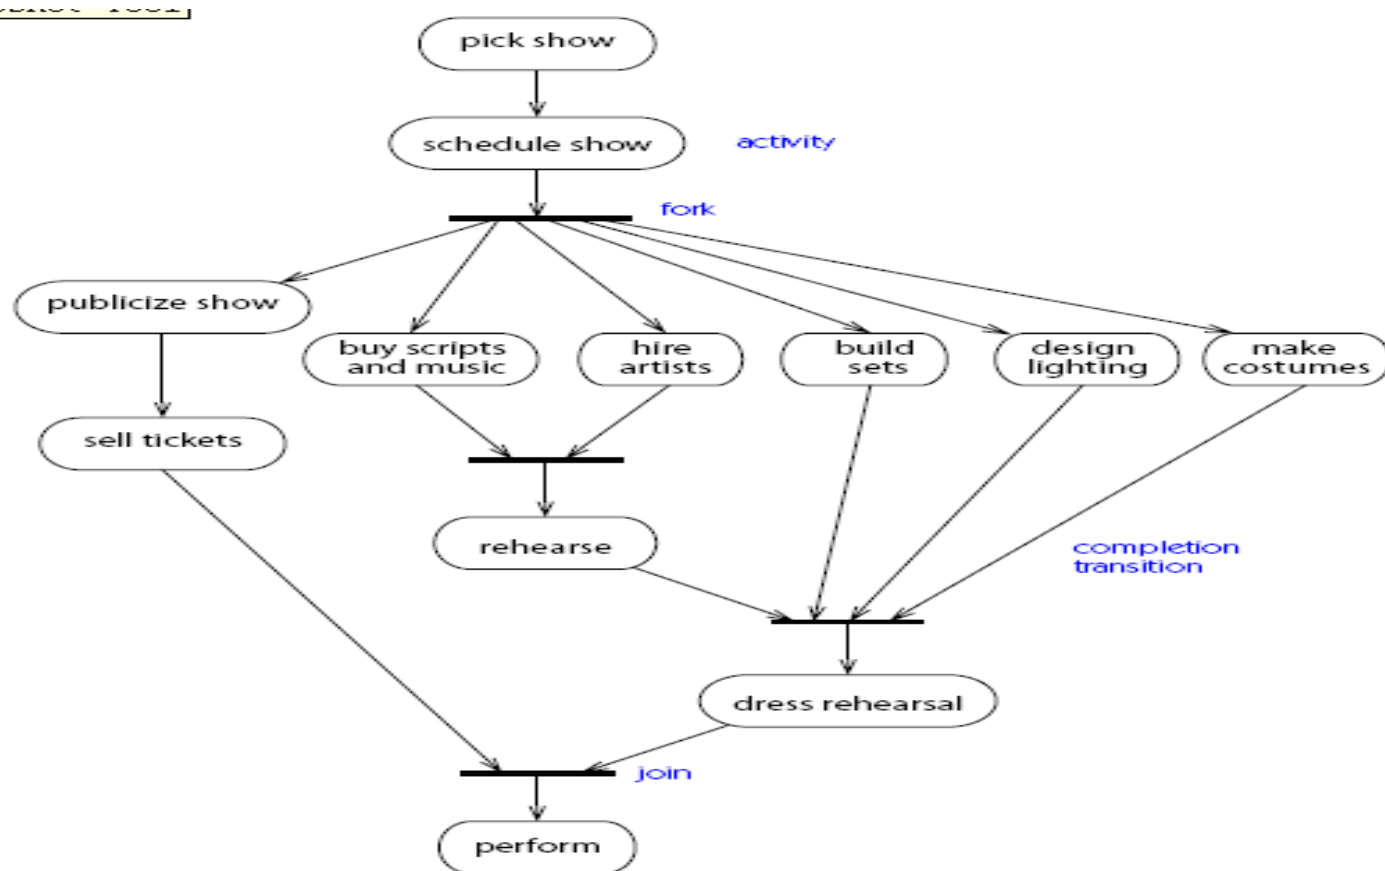 pick show
schedule show
activity
fork
publicize show
buy scripts
and music
hire
artists
build
sets
design
lighting
make
costumes
sell tickets
rehearse
completion
transition
dress rehearsal
join
perform